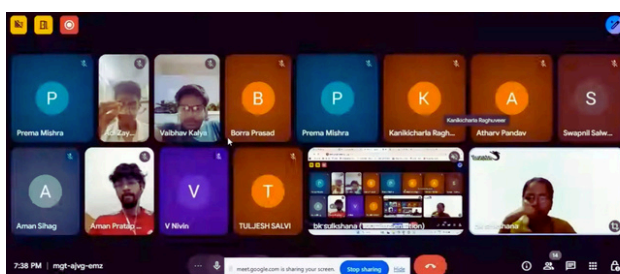 P
B
P
K
A
S
Kanikicharla Raghuveer
Prema Mishra
Vaibhav Kalya
Borra Prasad
Prema Mishra
Kanikicharla Ragh...
Atharv Pandav
Swapnil Salw...
A
V
T
Aman Sihag
Aman Pratap
V Nivin
TULJESH SALVI
bk sulkshana (
14
7:38 PM | mgt-ajvg-emz
meet.google.com is sharing your screen.
Stop sharing
Hide